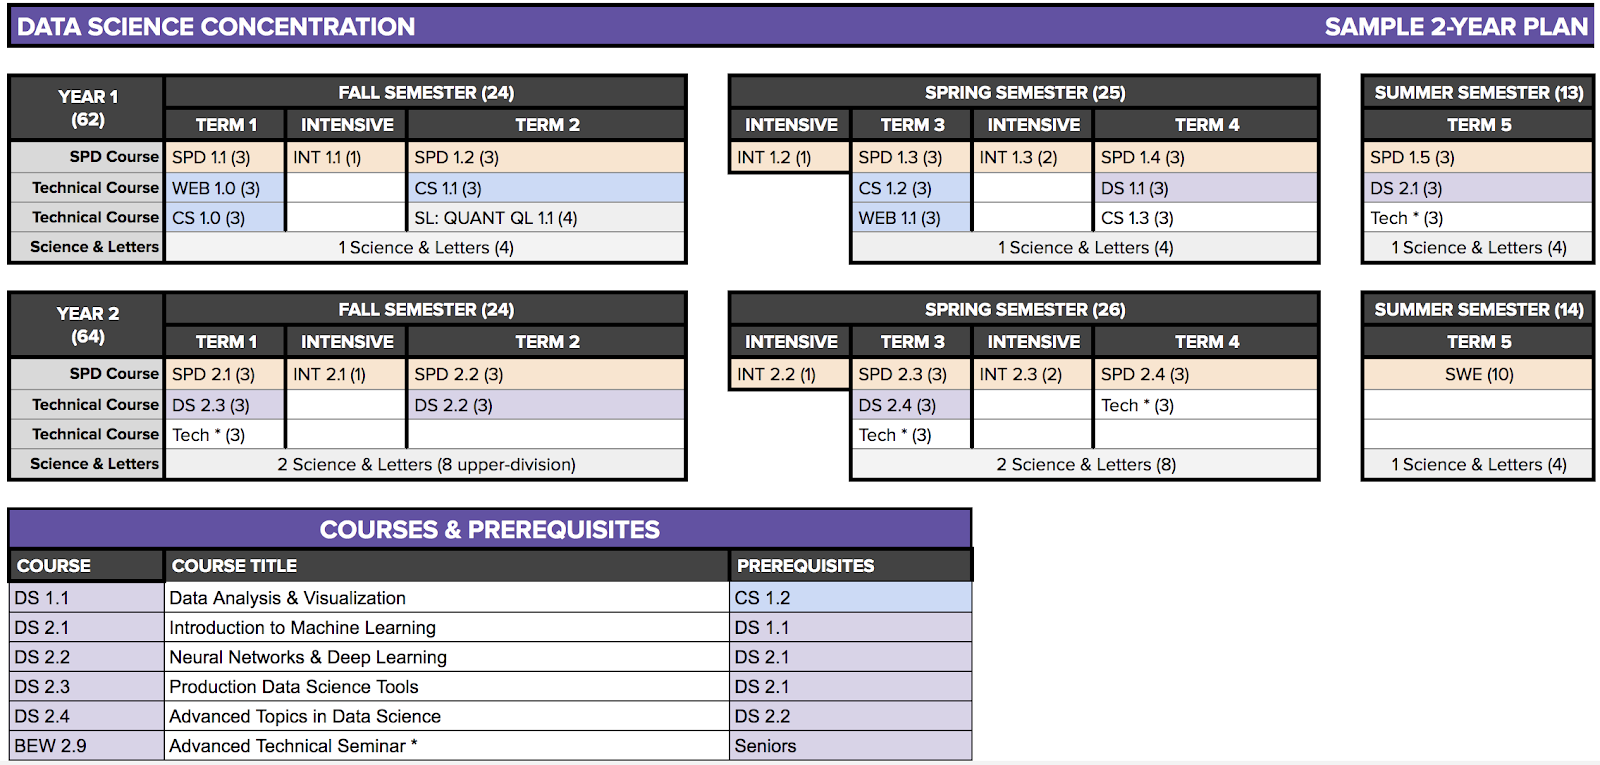 DATA SCIENCE CONCENTRATION SAMPLE 2-YEAR PLAN
YEAR 1 (62) FALL SEMESTER (24) SPRING SEMESTER (25) SUMMER SEMESTER (13)
TERM 1 INTENSIVE TERM 2 INTENSIVE TERM 3 INTENSIVE TERM 4 TERM 5
SPD Course SPD 1.1 (3) INT 1.1 (1) SPD 1.2 (3) INT 1.2 (1) SPD 1.3 (3) INT 1.3 (2) SPD 1.4 (3) SPD 1.5 (3)
Technical Course WEB 1.0 (3) CS 1.1 (3) CS 1.2 (3) DS 1.1 (3) DS 2.1 (3)
Technical Course CS 1.0 (3) SL: QUANT QL 1.1 (4) WEB 1.1 (3) CS 1.3 (3) Tech * (3)
Science & Letters 1 Science & Letters (4) 1 Science & Letters (4) 1 Science & Letters (4)
YEAR 2 (64) FALL SEMESTER (24) SPRING SEMESTER (26) SUMMER SEMESTER (14)
TERM 1 INTENSIVE TERM 2 INTENSIVE TERM 3 INTENSIVE TERM 4 TERM 5
SPD Course SPD 2.1 (3) INT 2.1 (1) SPD 2.2 (3) INT 2.2 (1) SPD 2.3 (3) INT 2.3 (2) SPD 2.4 (3) SWE (10)
Technical Course DS 2.3 (3) DS 2.2 (3) DS 2.4 (3) Tech * (3)
Technical Course Tech * (3) Tech * (3)
Science & Letters 2 Science & Letters (8 upper-division) 2 Science & Letters (8) 1 Science & Letters (4)
COURSES & PREREQUISITES
COURSE COURSE TITLE PREREQUISITES
DS 1.1 Data Analysis & Visualization CS 1.2
DS 2.1 Introduction to Machine Learning DS 1.1
DS 2.2 Neural Networks & Deep Learning DS 2.1
DS 2.3 Production Data Science Tools DS 2.1
DS 2.4 Advanced Topics in Data Science DS 2.2
BEW 2.9 Advanced Technical Seminar * Seniors